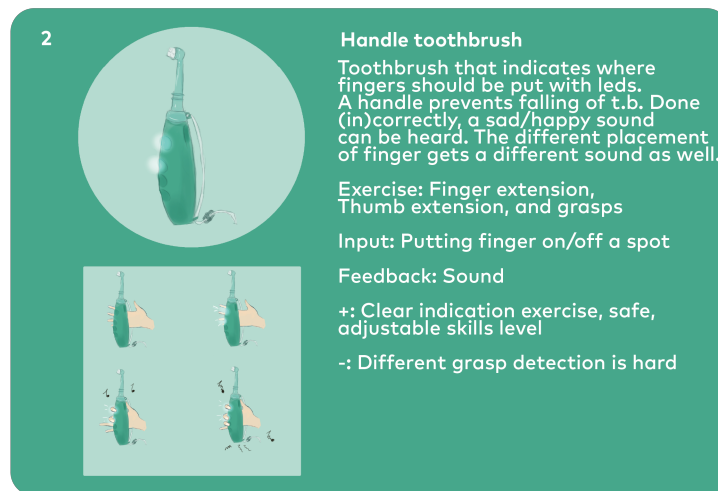 2
Handle toothbrush
Toothbrush that indicates where
fingers should be put with leds.
A handle prevents falling of t.b. Done
(in)correctly, a sad/happy sound
can be heard. The different placement
of finger gets a different sound as well.
Exercise: Finger extension,
Thumb extension, and grasps
Input: Putting finger on/off a spot
Feedback: Sound
+: Clear indication exercise, safe,
adjustable skills level
-: Different grasp detection is hard